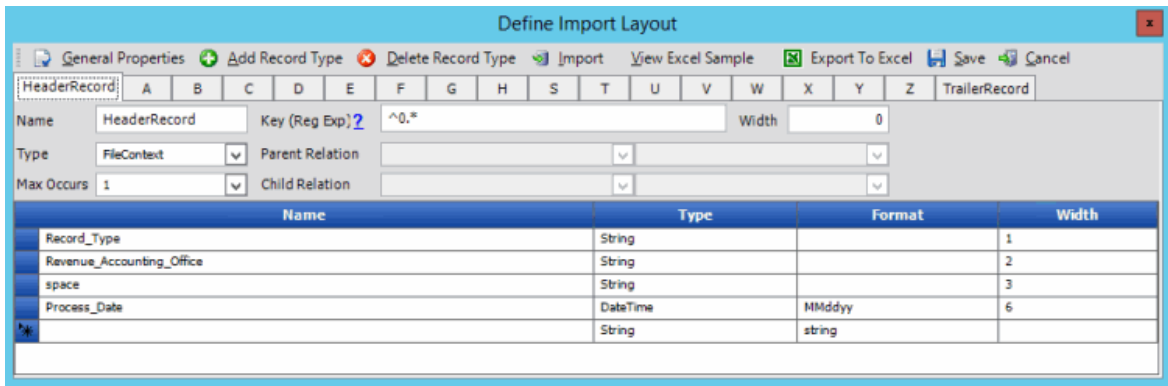 Define Import Layout
x
General Properties Add Record Type Delete Record Type Import View Excel Sample Export To Excel Save Cancel
HeaderRecord A B C D E F G H S T U V W X Y Z TrailerRecord
Name HeaderRecord Key (Reg Exp)? ^0.* Width 0
Type FileContext Parent Relation
Max Occurs 1 Child Relation
Name Type Format Width
Record_Type String 1
Revenue_Accounting_Office String 2
space String 3
Process_Date DateTime MMddyy 6
String string